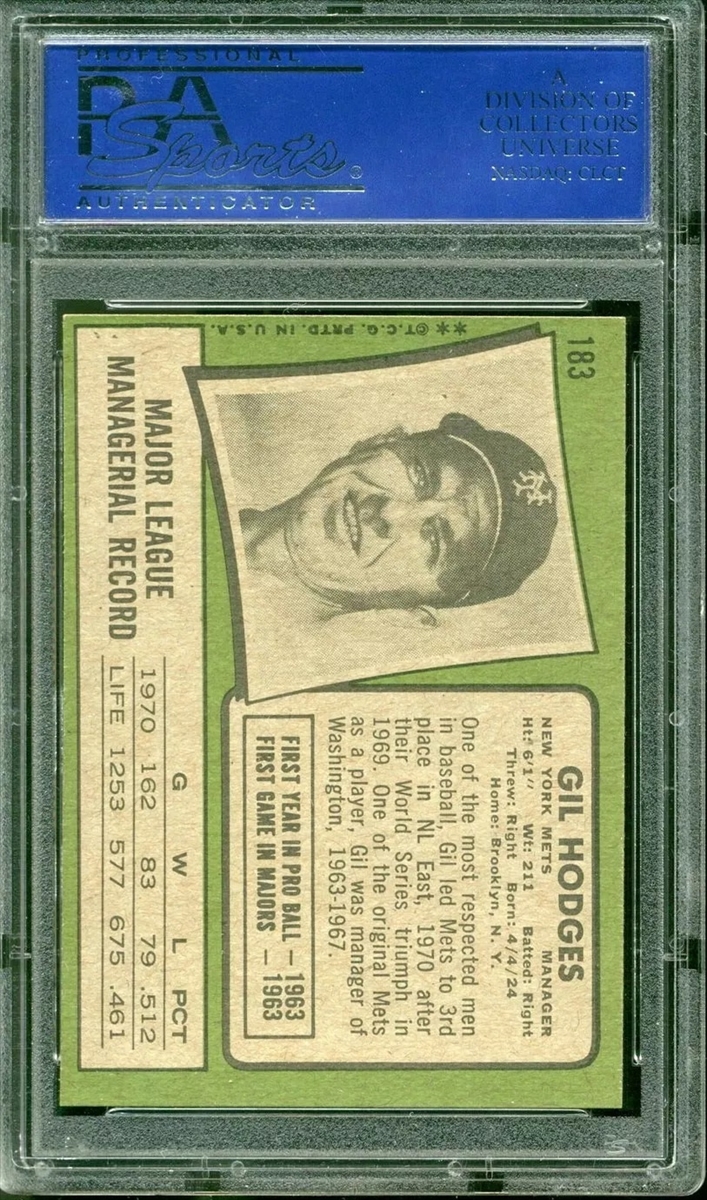 PROFESSIONAL
PSA
Sports®
AUTHENTICATOR
A
DIVISION OF
COLLECTORS
UNIVERSE
NASDAQ: CLCT
183
**©T.C.G. PRTD. IN U.S.A.
GIL HODGES
NEW YORK METS MANAGER
Ht: 6'1" Wt: 211 Batted: Right
Threw: Right Born: 4/4/24
Home: Brooklyn, N. Y.
One of the most respected men
in baseball, Gil led Mets to 3rd
place in NL East, 1970 after
their World Series triumph in
1969. One of the original Mets
as a player, Gil was manager of
Washington, 1963-1967.
FIRST YEAR IN PRO BALL — 1963
FIRST GAME IN MAJORS — 1963
NY
MAJOR LEAGUE
MANAGERIAL RECORD
G W L PCT
1970 162 83 79 .512
LIFE 1253 577 675 .461